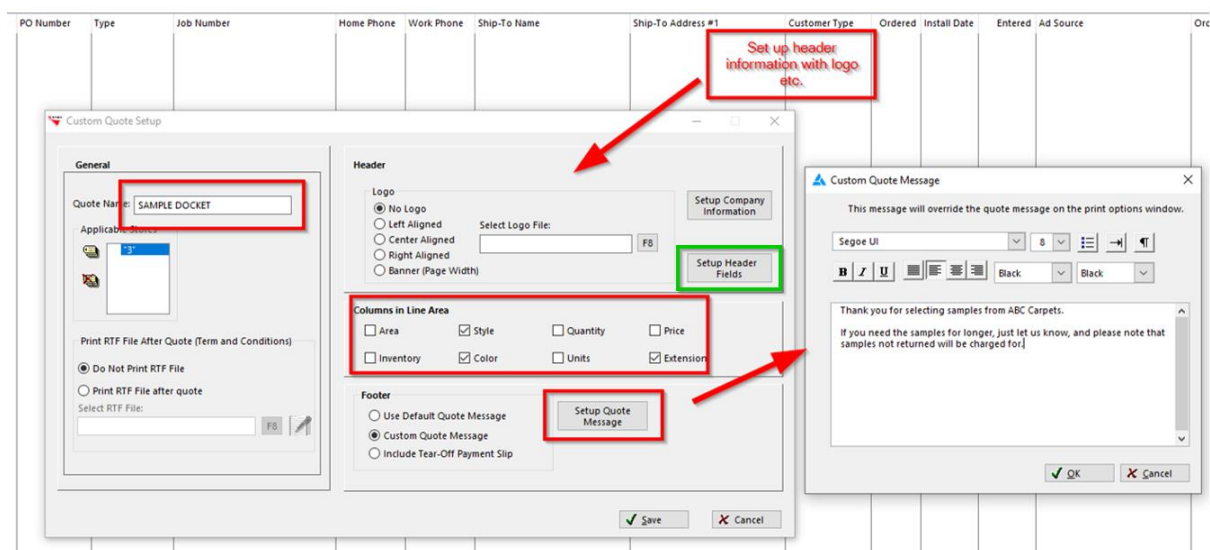 PO Number Type Job Number Home Phone Work Phone Ship-To Name Ship-To Address #1 Customer Type Ordered Install Date Entered Ad Source Orc
Set up header
information with logo
etc.
Custom Quote Setup
General
Quote Name: SAMPLE DOCKET
Applicable Stores
"3"
Print RTF File After Quote (Term and Conditions)
Do Not Print RTF File
Print RTF File after quote
Select RTF File:
F8
Header
Logo
No Logo
Left Aligned
Center Aligned
Right Aligned
Banner (Page Width)
Select Logo File:
F8
Setup Company
Information
Setup Header
Fields
Columns in Line Area
Area Style Quantity Price
Inventory Color Units Extension
Footer
Use Default Quote Message
Custom Quote Message
Include Tear-Off Payment Slip
Setup Quote
Message
Save Cancel
Custom Quote Message
This message will override the quote message on the print options window.
Segoe UI 8
B I U Black Black
Thank you for selecting samples from ABC Carpets.
If you need the samples for longer, just let us know, and please note that
samples not returned will be charged for.
OK Cancel